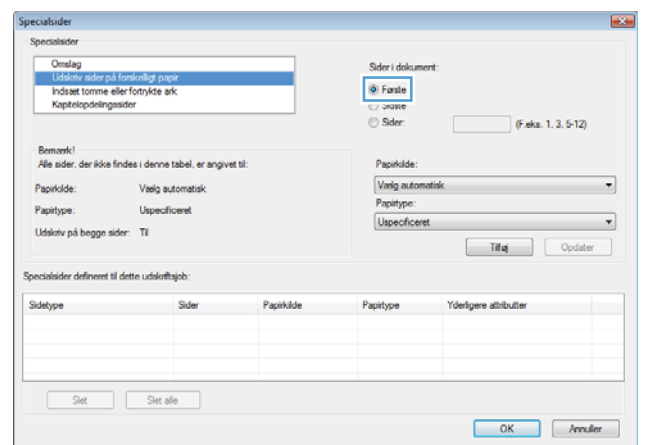 Specialsider
Specialsider
Omslag
Udskriv sider på forskelligt papir
Indsæt tomme eller fortrykte ark
Kapitelopdelingssider
Sider i dokument:
Første
Sidste
Sider:
(F.eks. 1, 3, 5-12)
Bemærk!
Alle sider, der ikke findes i denne tabel, er angivet til:
Papirkilde: Vælg automatisk
Papirtype: Uspecificeret
Udskriv på begge sider: Til
Papirkilde:
Vælg automatisk
Papirtype:
Uspecificeret
Tilføj Opdater
Specialsider defineret til dette udskriftsjob:
Sidetype Sider Papirkilde Papirtype Yderligere attributter
Slet Slet alle
OK Annuller